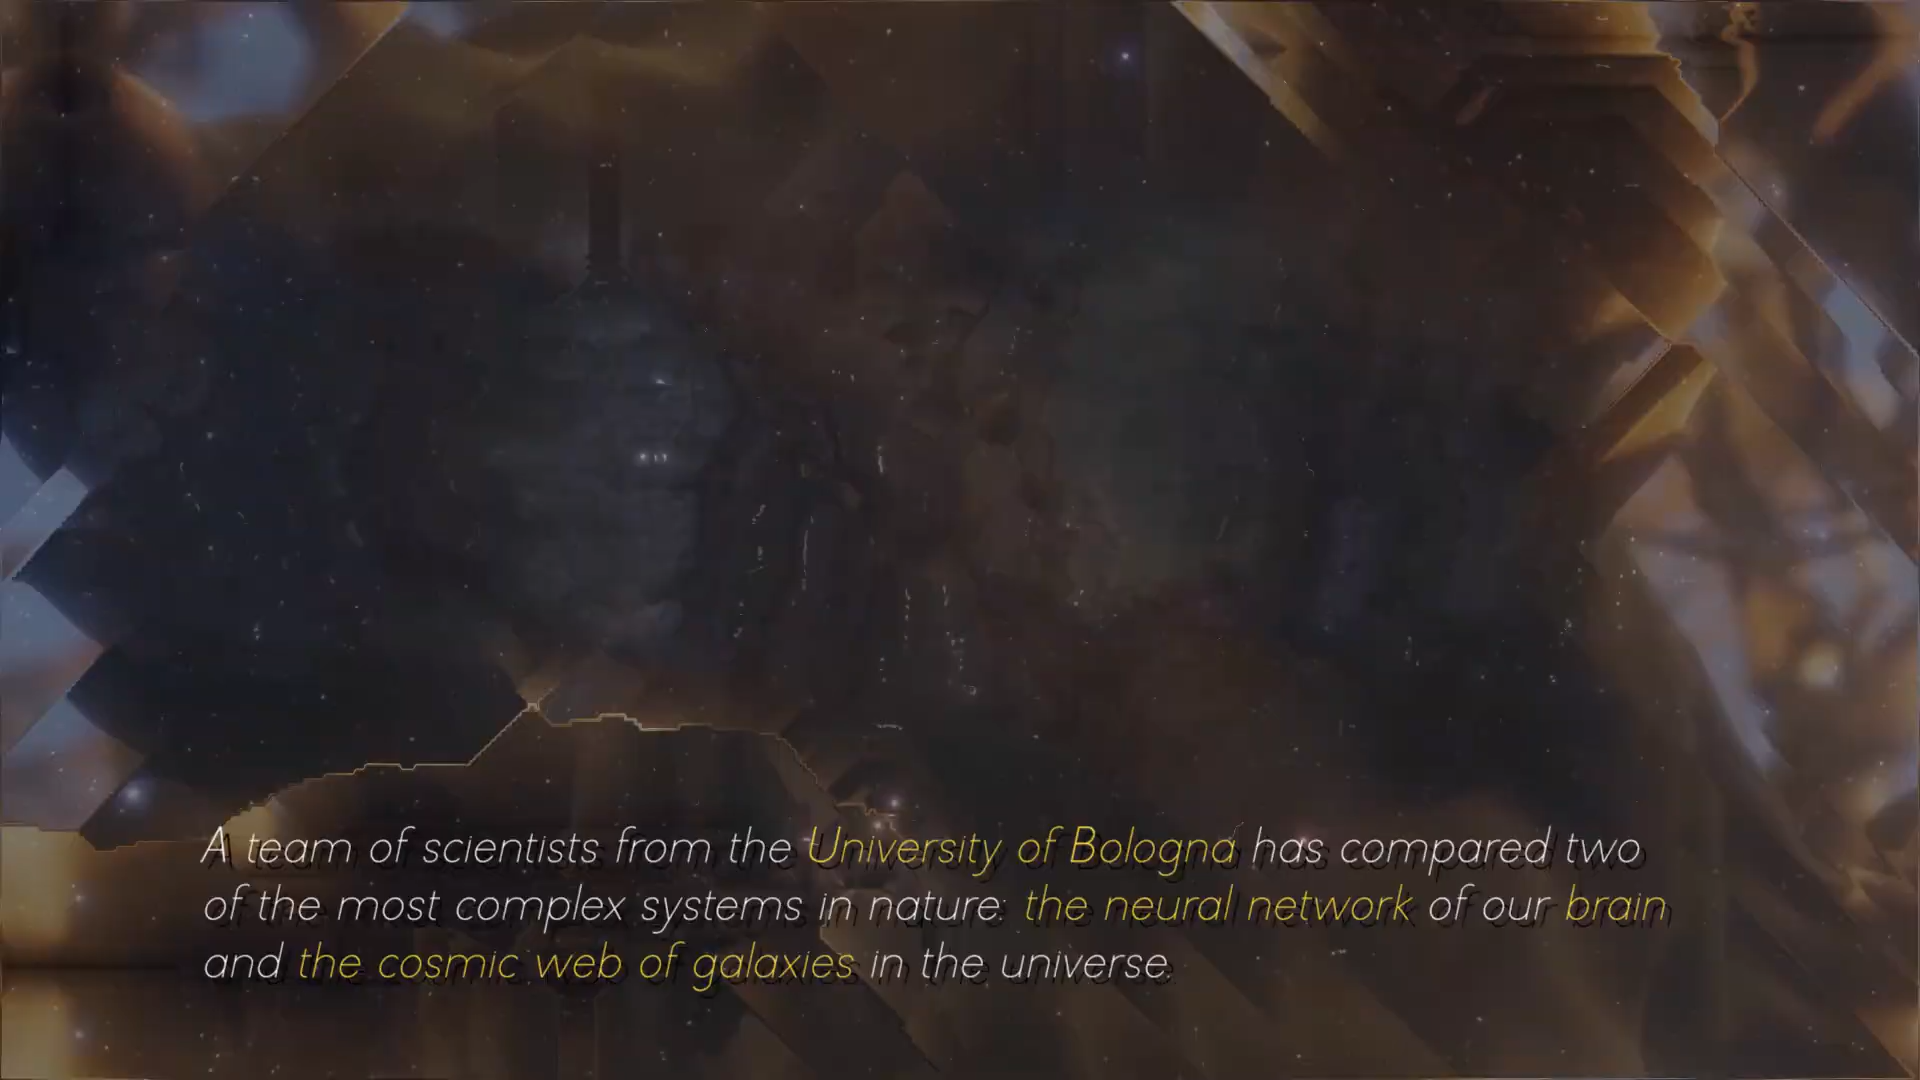 A team of scientists from the University of Bologna has compared two
of the most complex systems in nature: the neural network of our brain
and the cosmic web of galaxies in the universe.